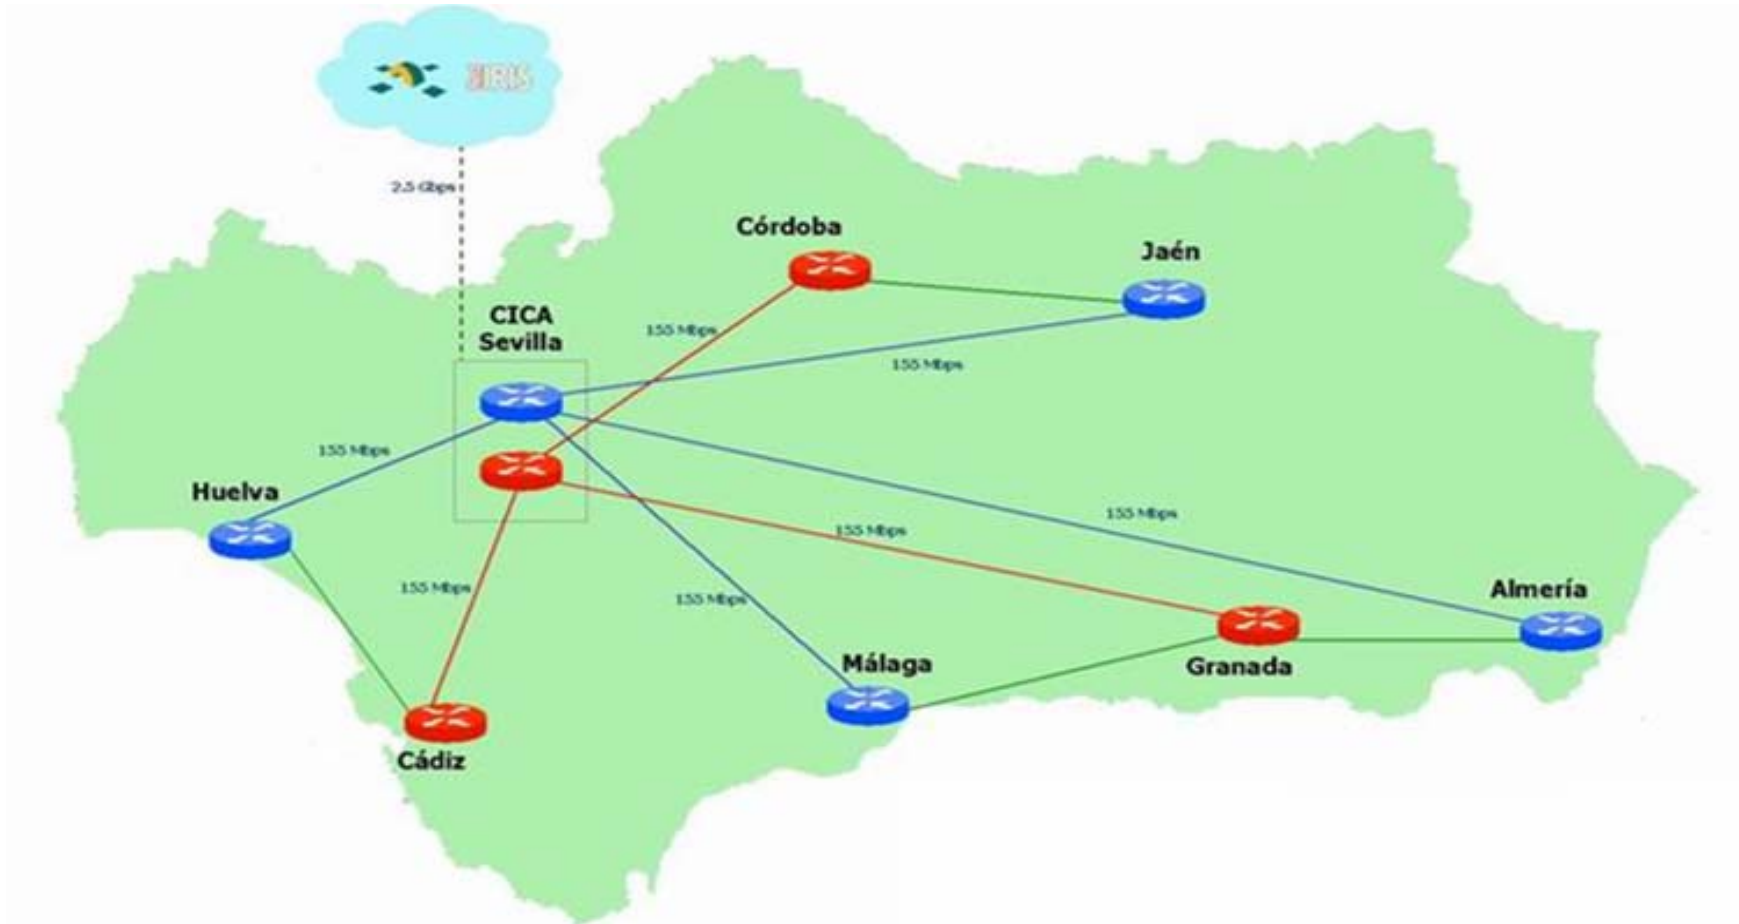 IRIS
2.5 Gbps
Córdoba
Jaén
CICA
Sevilla
155 Mbps
155 Mbps
155 Mbps
Huelva
155 Mbps
155 Mbps
155 Mbps
155 Mbps
Almería
Málaga
Granada
Cádiz